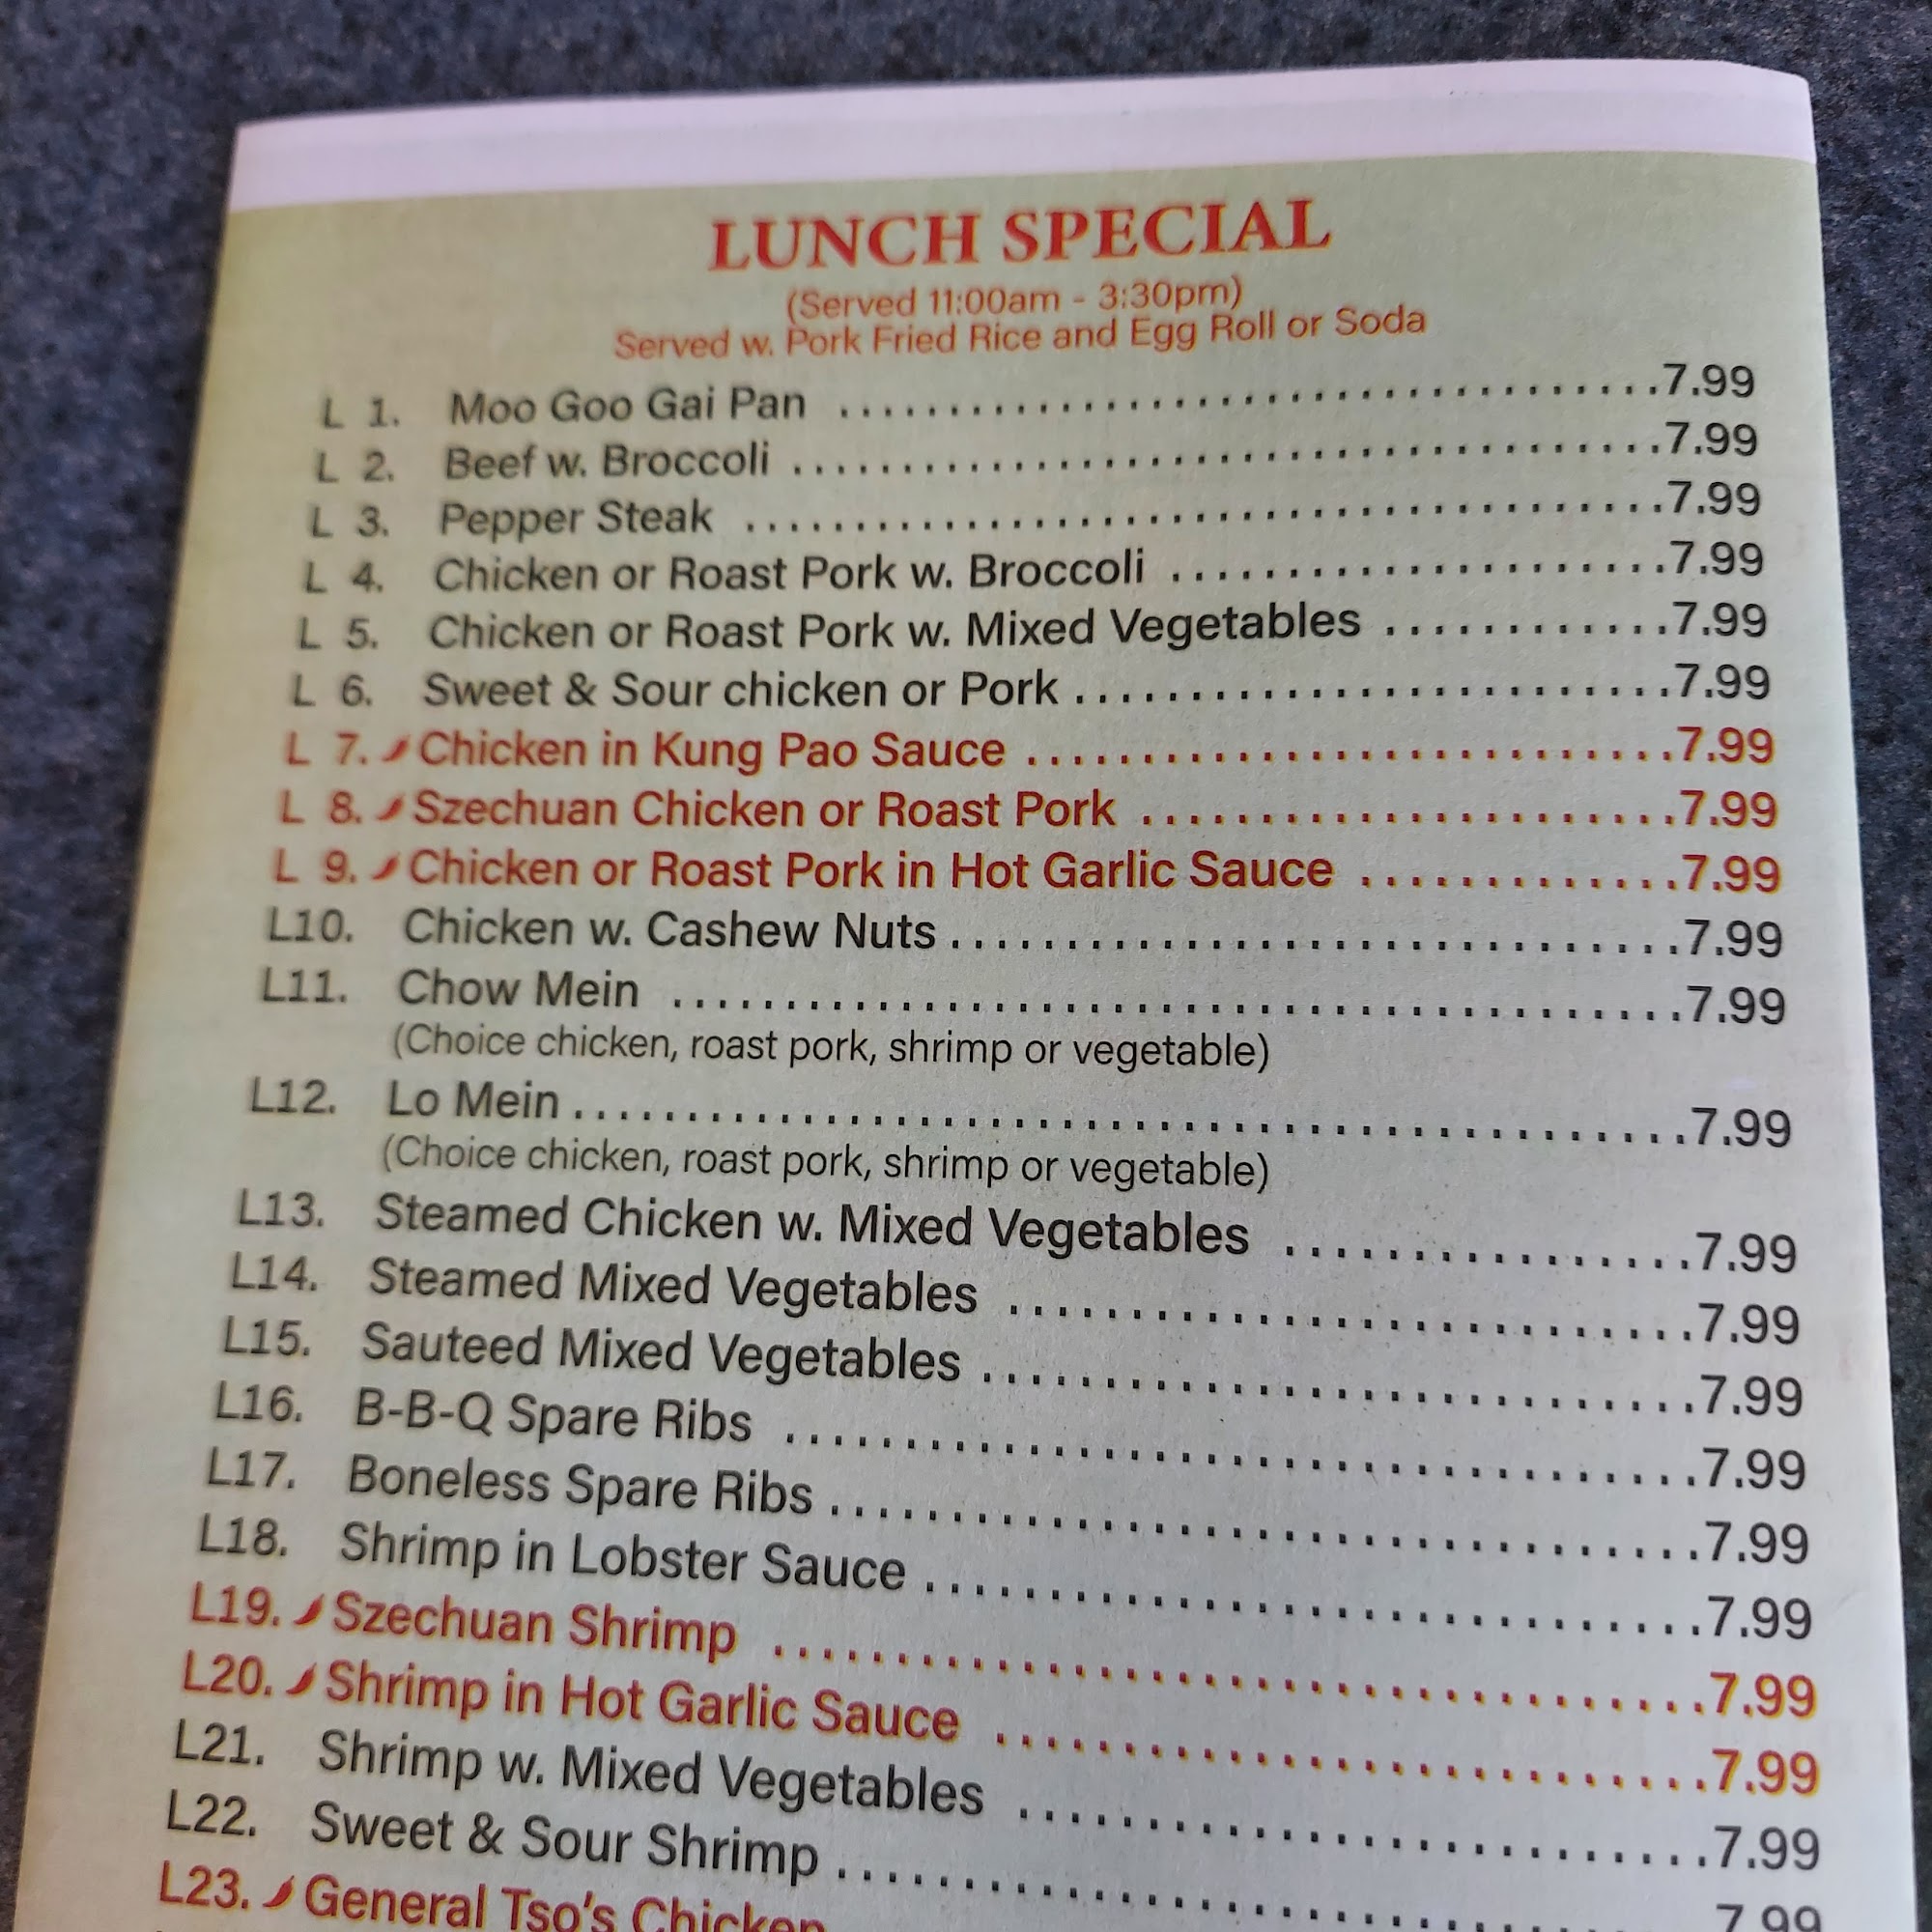 LUNCH SPECIAL
(Served 11:00am - 3:30pm)
Served w. Pork Fried Rice and Egg Roll or Soda
L 1. Moo Goo Gai Pan ................................7.99
L 2. Beef w. Broccoli ................................7.99
L 3. Pepper Steak ................................7.99
L 4. Chicken or Roast Pork w. Broccoli ..................7.99
L 5. Chicken or Roast Pork w. Mixed Vegetables ............7.99
L 6. Sweet & Sour chicken or Pork ........................7.99
L 7. Chicken in Kung Pao Sauce ........................7.99
L 8. Szechuan Chicken or Roast Pork ....................7.99
L 9. Chicken or Roast Pork in Hot Garlic Sauce ............7.99
L10. Chicken w. Cashew Nuts ............................7.99
L11. Chow Mein ....................................7.99
(Choice chicken, roast pork, shrimp or vegetable)
L12. Lo Mein ........................................7.99
(Choice chicken, roast pork, shrimp or vegetable)
L13. Steamed Chicken w. Mixed Vegetables ................7.99
L14. Steamed Mixed Vegetables ..........................7.99
L15. Sauteed Mixed Vegetables ..........................7.99
L16. B-B-Q Spare Ribs ................................7.99
L17. Boneless Spare Ribs ................................7.99
L18. Shrimp in Lobster Sauce ............................7.99
L19. Szechuan Shrimp ................................7.99
L20. Shrimp in Hot Garlic Sauce ........................7.99
L21. Shrimp w. Mixed Vegetables ........................7.99
L22. Sweet & Sour Shrimp ..............................7.99
L23. General Tso's Chicken